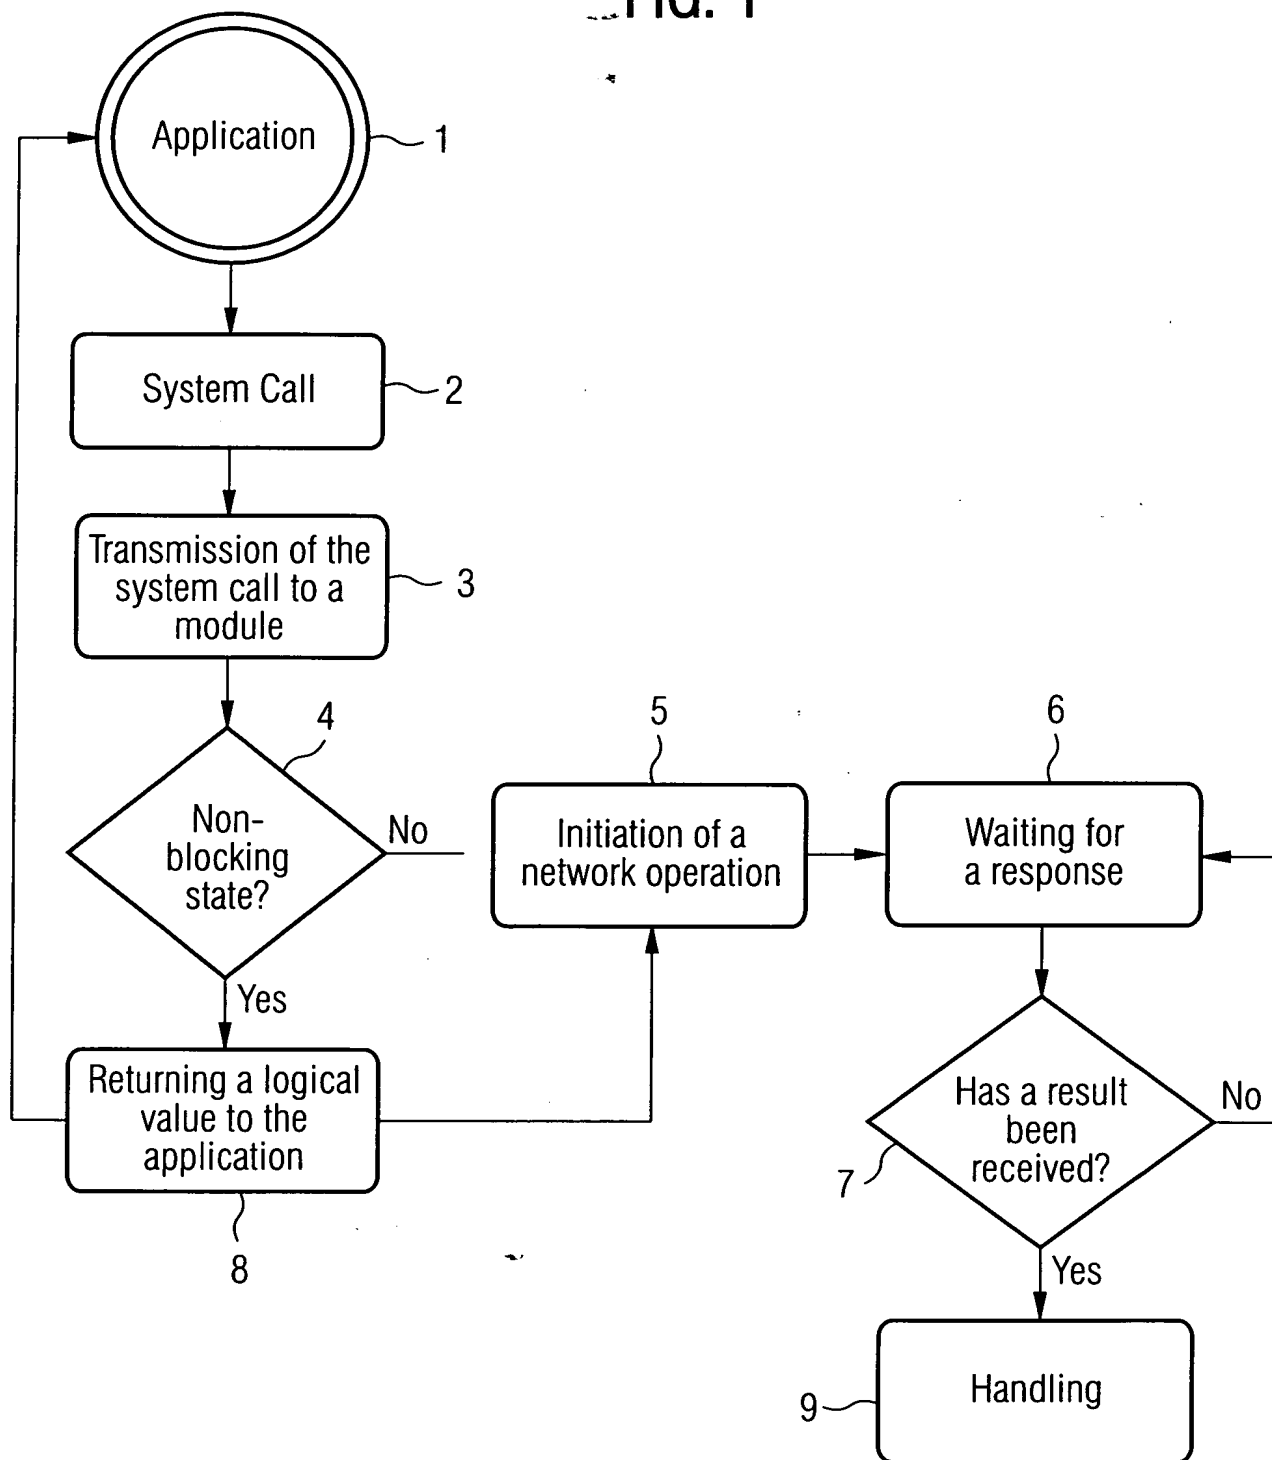 FIG. 1
Application
1
System Call
2
Transmission of the
system call to a
module
3
4
Non-
blocking
state?
No
Yes
5
Initiation of a
network operation
6
Waiting for
a response
Returning a logical
value to the
application
8
Has a result
been
received?
No
7
Yes
Handling
9